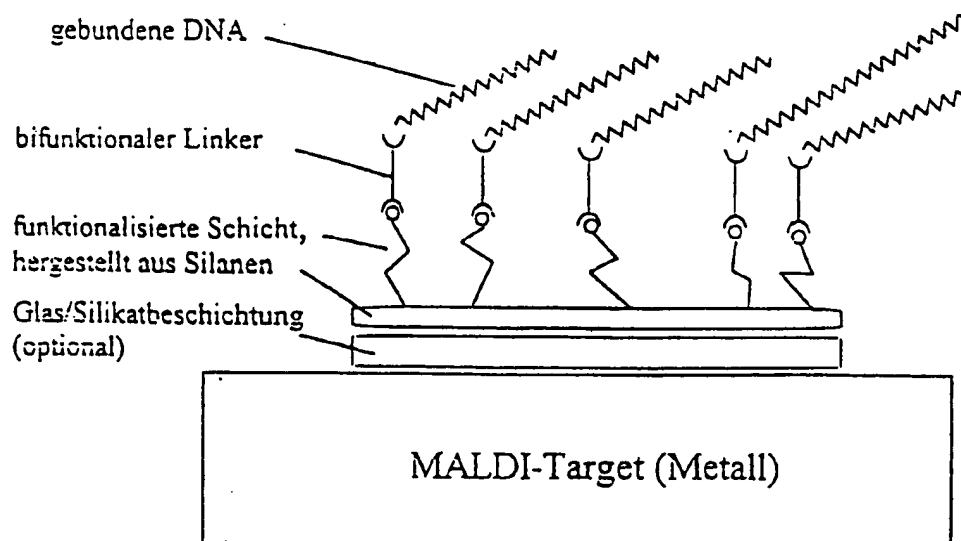 gebundene DNA
bifunktionaler Linker
funktionalisierte Schicht,
hergestellt aus Silanen
Glas/Silikatbeschichtung
(optional)
MALDI-Target (Metall)